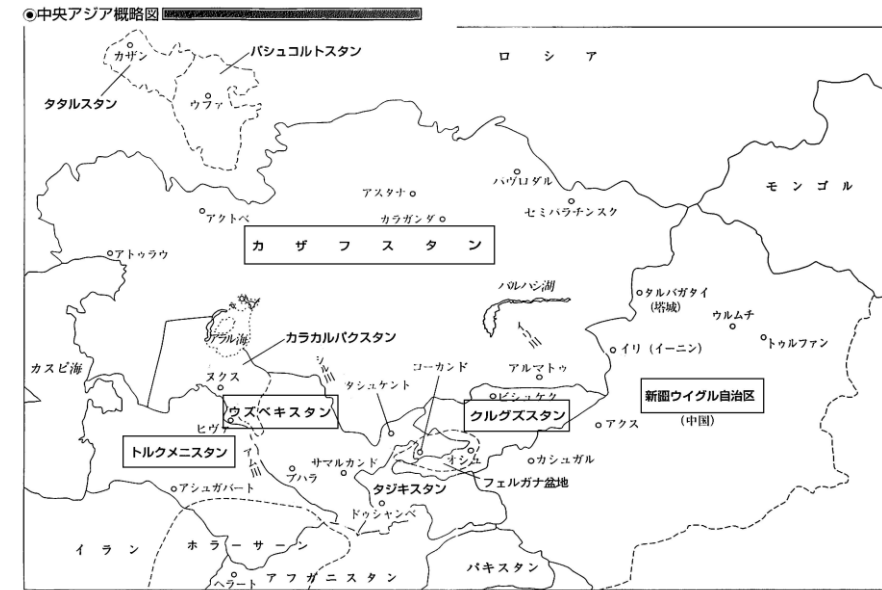 ◉中央アジア概略図
カザン
バシュコルトスタン
ロシア
タタルスタン
ウファ
モンゴル
アスタナ
パヴロダル
アクトベ
カラガンダ
セミパラチンスク
カザフスタン
アトゥラウ
バルハシ湖
タルバガタイ
(塔城)
ウルムチ
アラル海
カラカルパクスタン
イリ川
トゥルファン
イリ（イーニン）
カスピ海
シル川
コーカンド
アルマトゥ
ヌクス
タシュケント
ビシュケク
新疆ウイグル自治区
(中国)
ウズベキスタン
クルグズスタン
ヒヴァ
アクス
トルクメニスタン
アム川
サマルカンド
オシュ
カシュガル
ブハラ
フェルガナ盆地
アシュガバート
タジキスタン
ドゥシャンベ
イラン
ホラーサーン
パキスタン
ヘラート
アフガニスタン